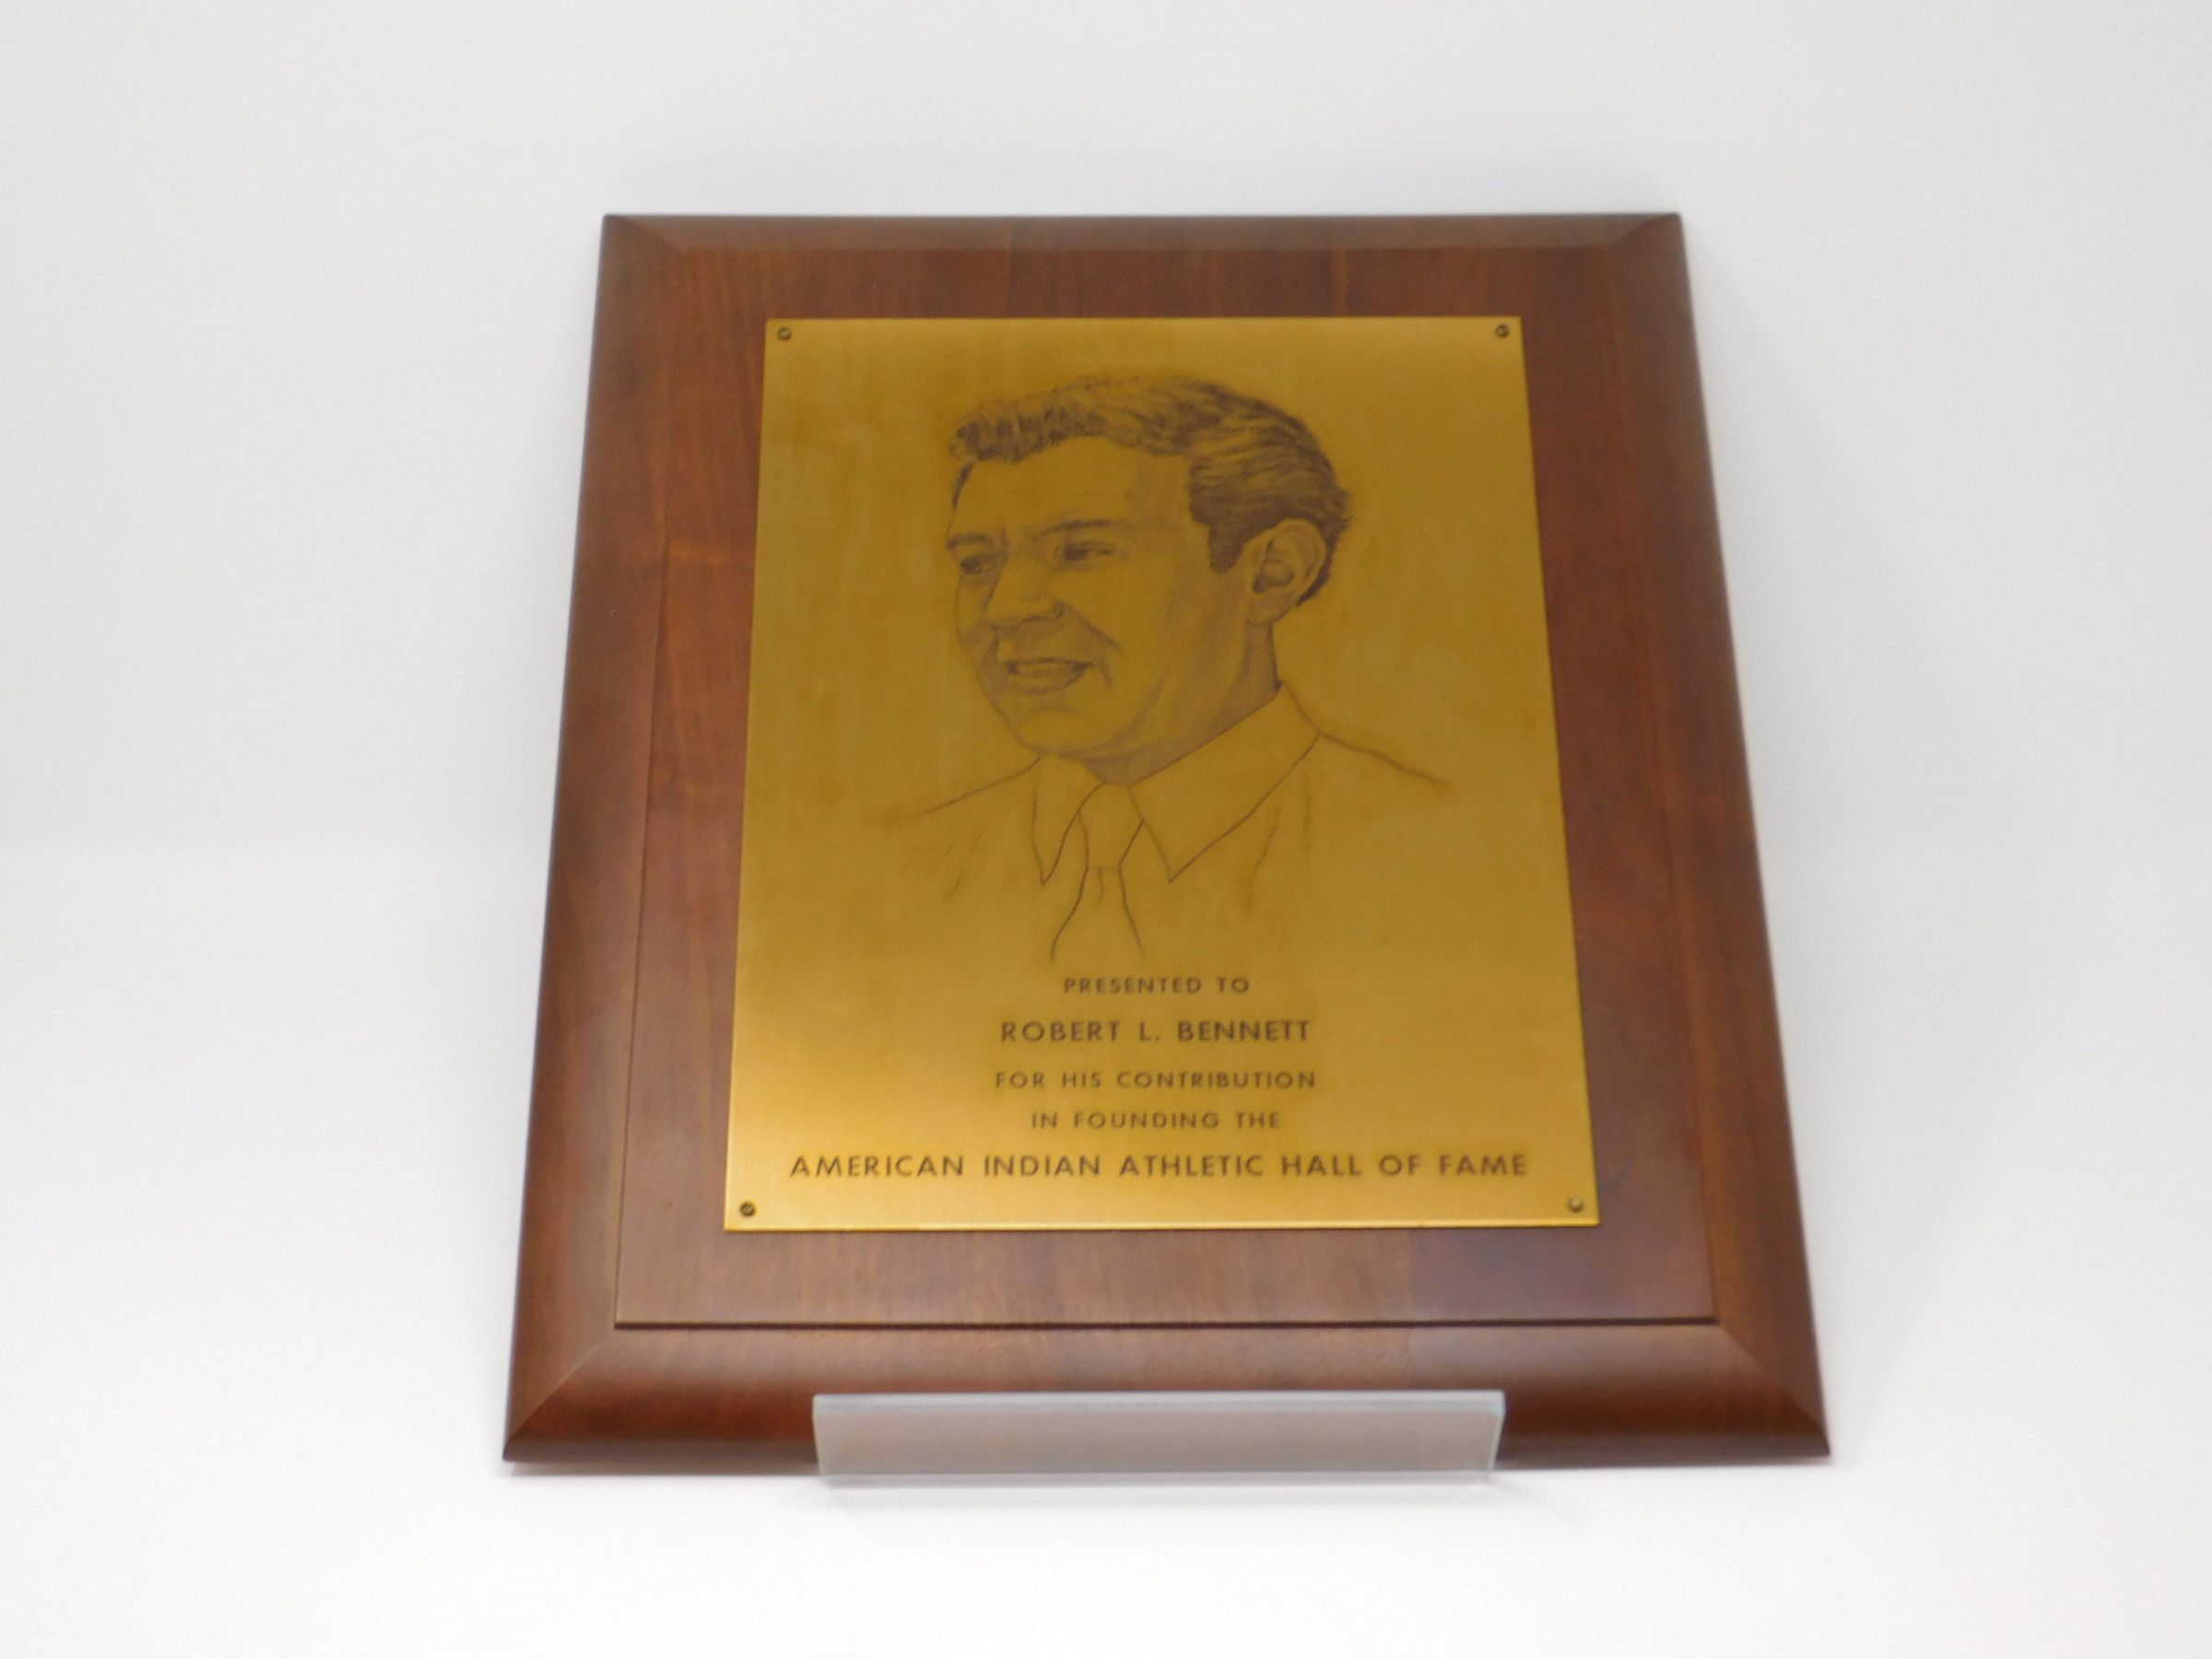 PRESENTED TO
ROBERT L. BENNETT
FOR HIS CONTRIBUTION
IN FOUNDING THE
AMERICAN INDIAN ATHLETIC HALL OF FAME